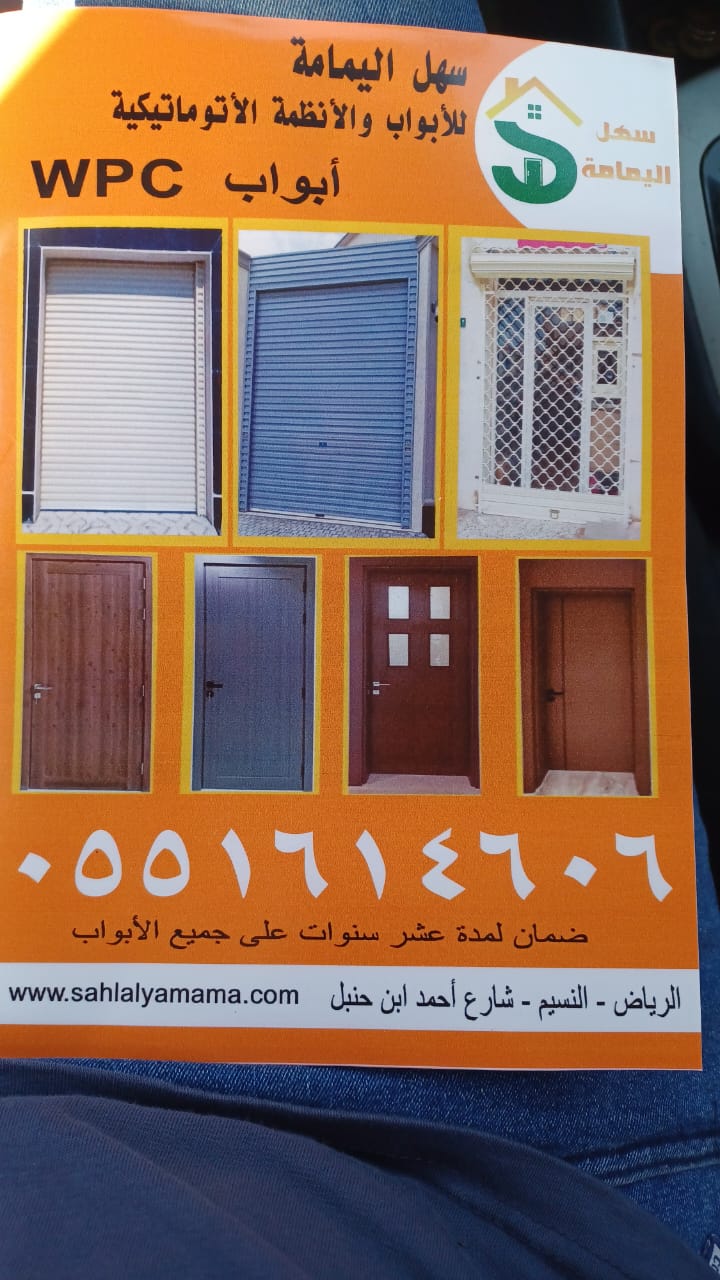 سهل اليمامة
للأبواب والأنظمة الأتوماتيكية
أبواب WPC
سهل
اليمامة
٠٥٥١٦١٤٦٠٦
ضمان لمدة عشر سنوات على جميع الأبواب
الرياض - النسيم - شارع أحمد ابن حنبل www.sahlalyamama.com